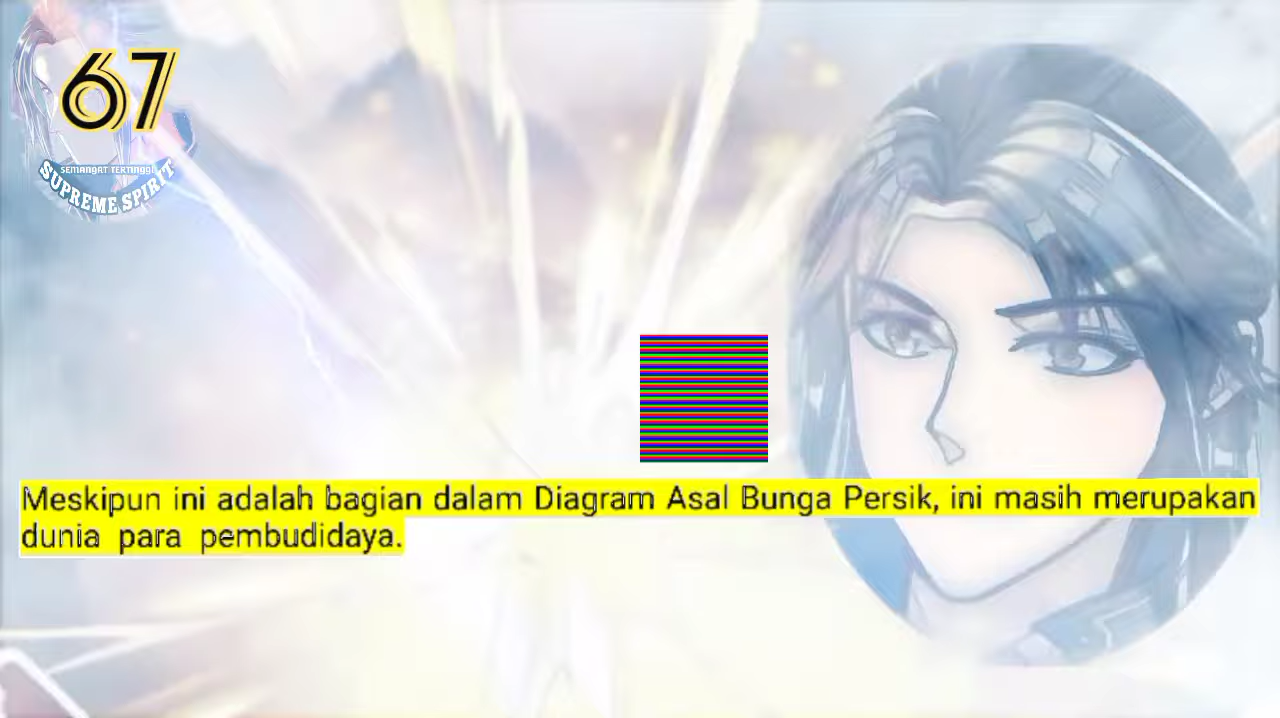 67
SEMANGAT TERTINGGI
SUPREME SPIRIT
Meskipun ini adalah bagian dalam Diagram Asal Bunga Persik, ini masih merupakan
dunia para pembudidaya.